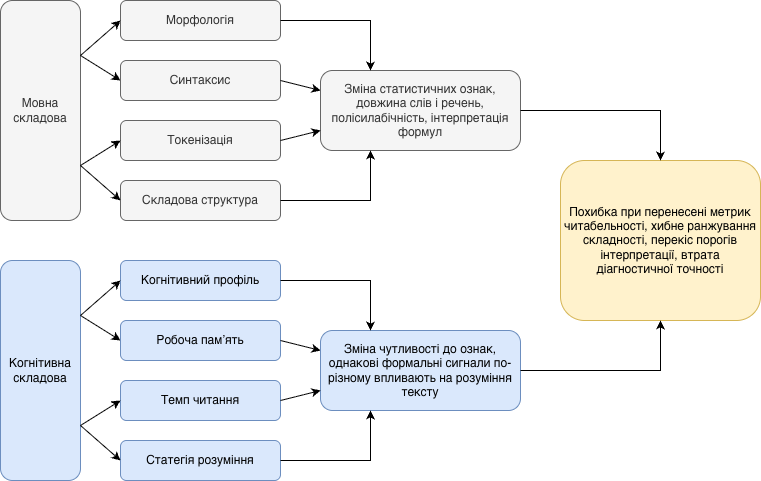 Мовна
складова
Морфологія
Синтаксис
Токенізація
Складова структура
Зміна статистичних ознак,
довжина слів і речень,
полісилабічність, інтерпретація
формул
Когнітивна
складова
Когнітивний профіль
Робоча пам’ять
Темп читання
Статегія розуміння
Зміна чутливості до ознак,
однакові формальні сигнали по-
різному впливають на розуміння
тексту
Похибка при перенесені метрик
читабельності, хибне ранжування
складності, перекіс порогів
інтерпретації, втрата
діагностичної точності